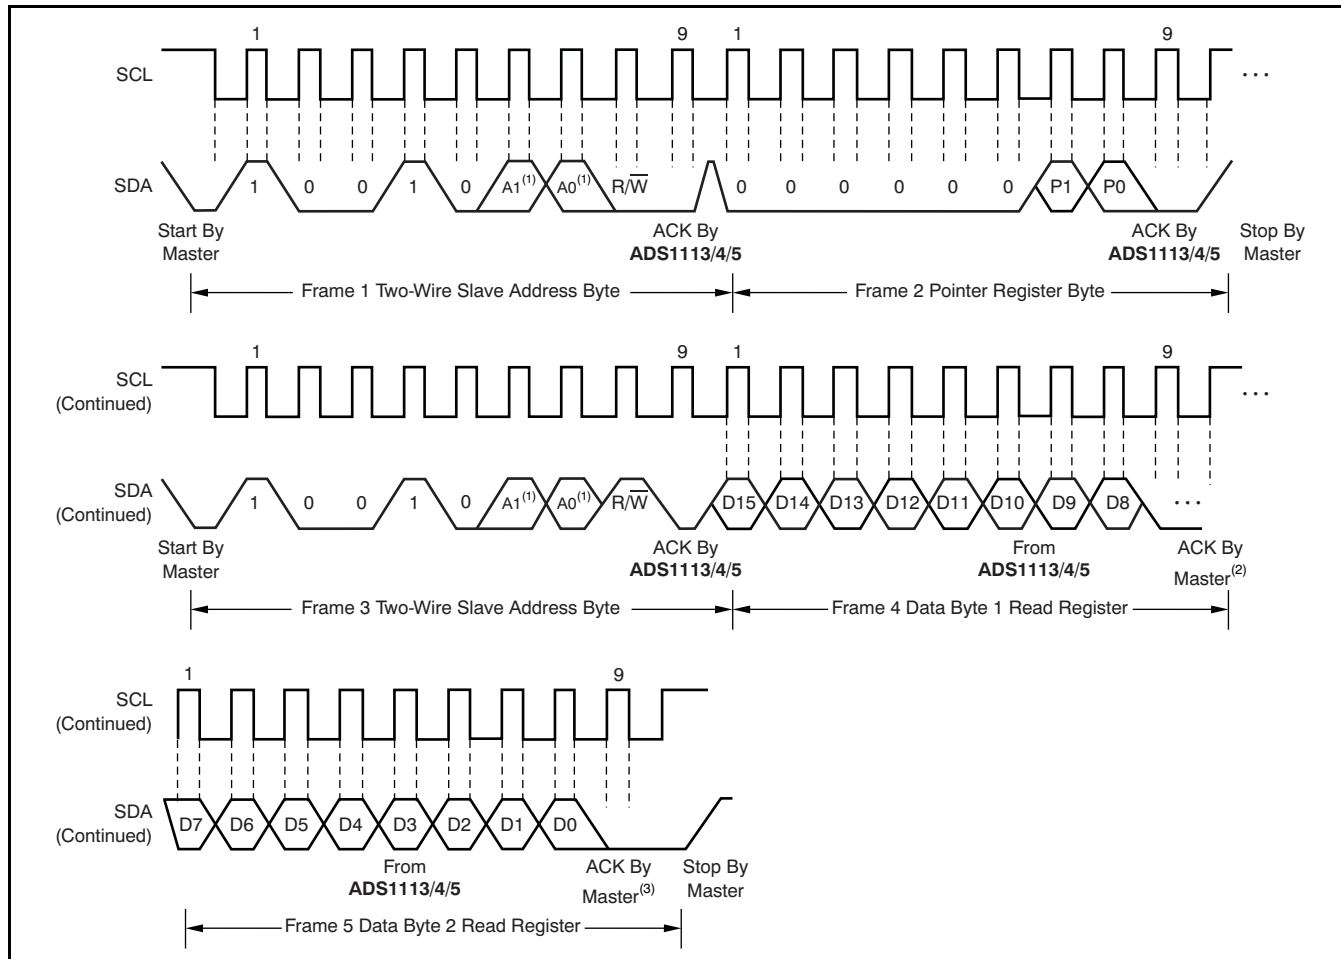 1 9 1 9
SCL ...
SDA 1 0 0 1 0 A1(1) A0(1) R/W̅ 0 0 0 0 0 0 P1 P0
Start By ACK By ACK By Stop By
Master ADS1113/4/5 ADS1113/4/5 Master
Frame 1 Two-Wire Slave Address Byte Frame 2 Pointer Register Byte
1 9 1 9
SCL
(Continued) ...
SDA
(Continued) 1 0 0 1 0 A1(1) A0(1) R/W̅ D15 D14 D13 D12 D11 D10 D9 D8 ...
Start By ACK By From ACK By
Master ADS1113/4/5 ADS1113/4/5 Master(2)
Frame 3 Two-Wire Slave Address Byte Frame 4 Data Byte 1 Read Register
1 9
SCL
(Continued)
SDA
(Continued) D7 D6 D5 D4 D3 D2 D1 D0
From ACK By Stop By
ADS1113/4/5 Master(3) Master
Frame 5 Data Byte 2 Read Register